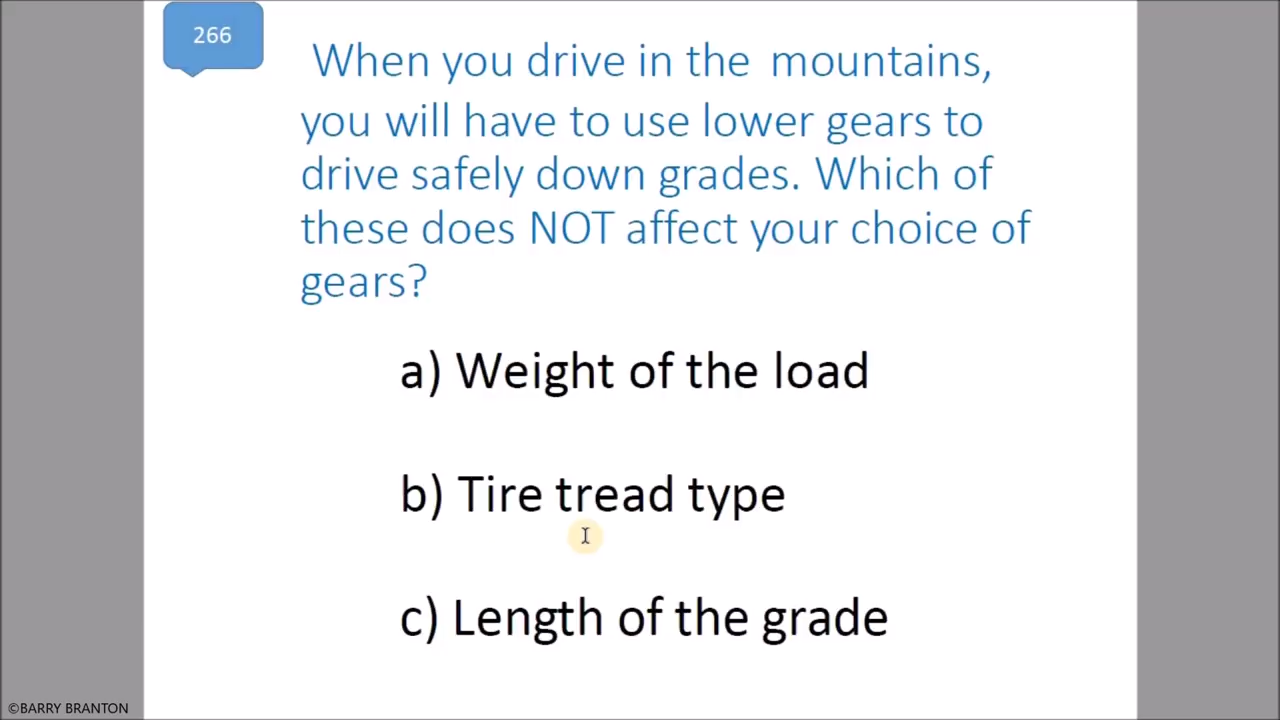 266
When you drive in the mountains,
you will have to use lower gears to
drive safely down grades. Which of
these does NOT affect your choice of
gears?
a) Weight of the load
b) Tire tread type
c) Length of the grade
©BARRY BRANTON